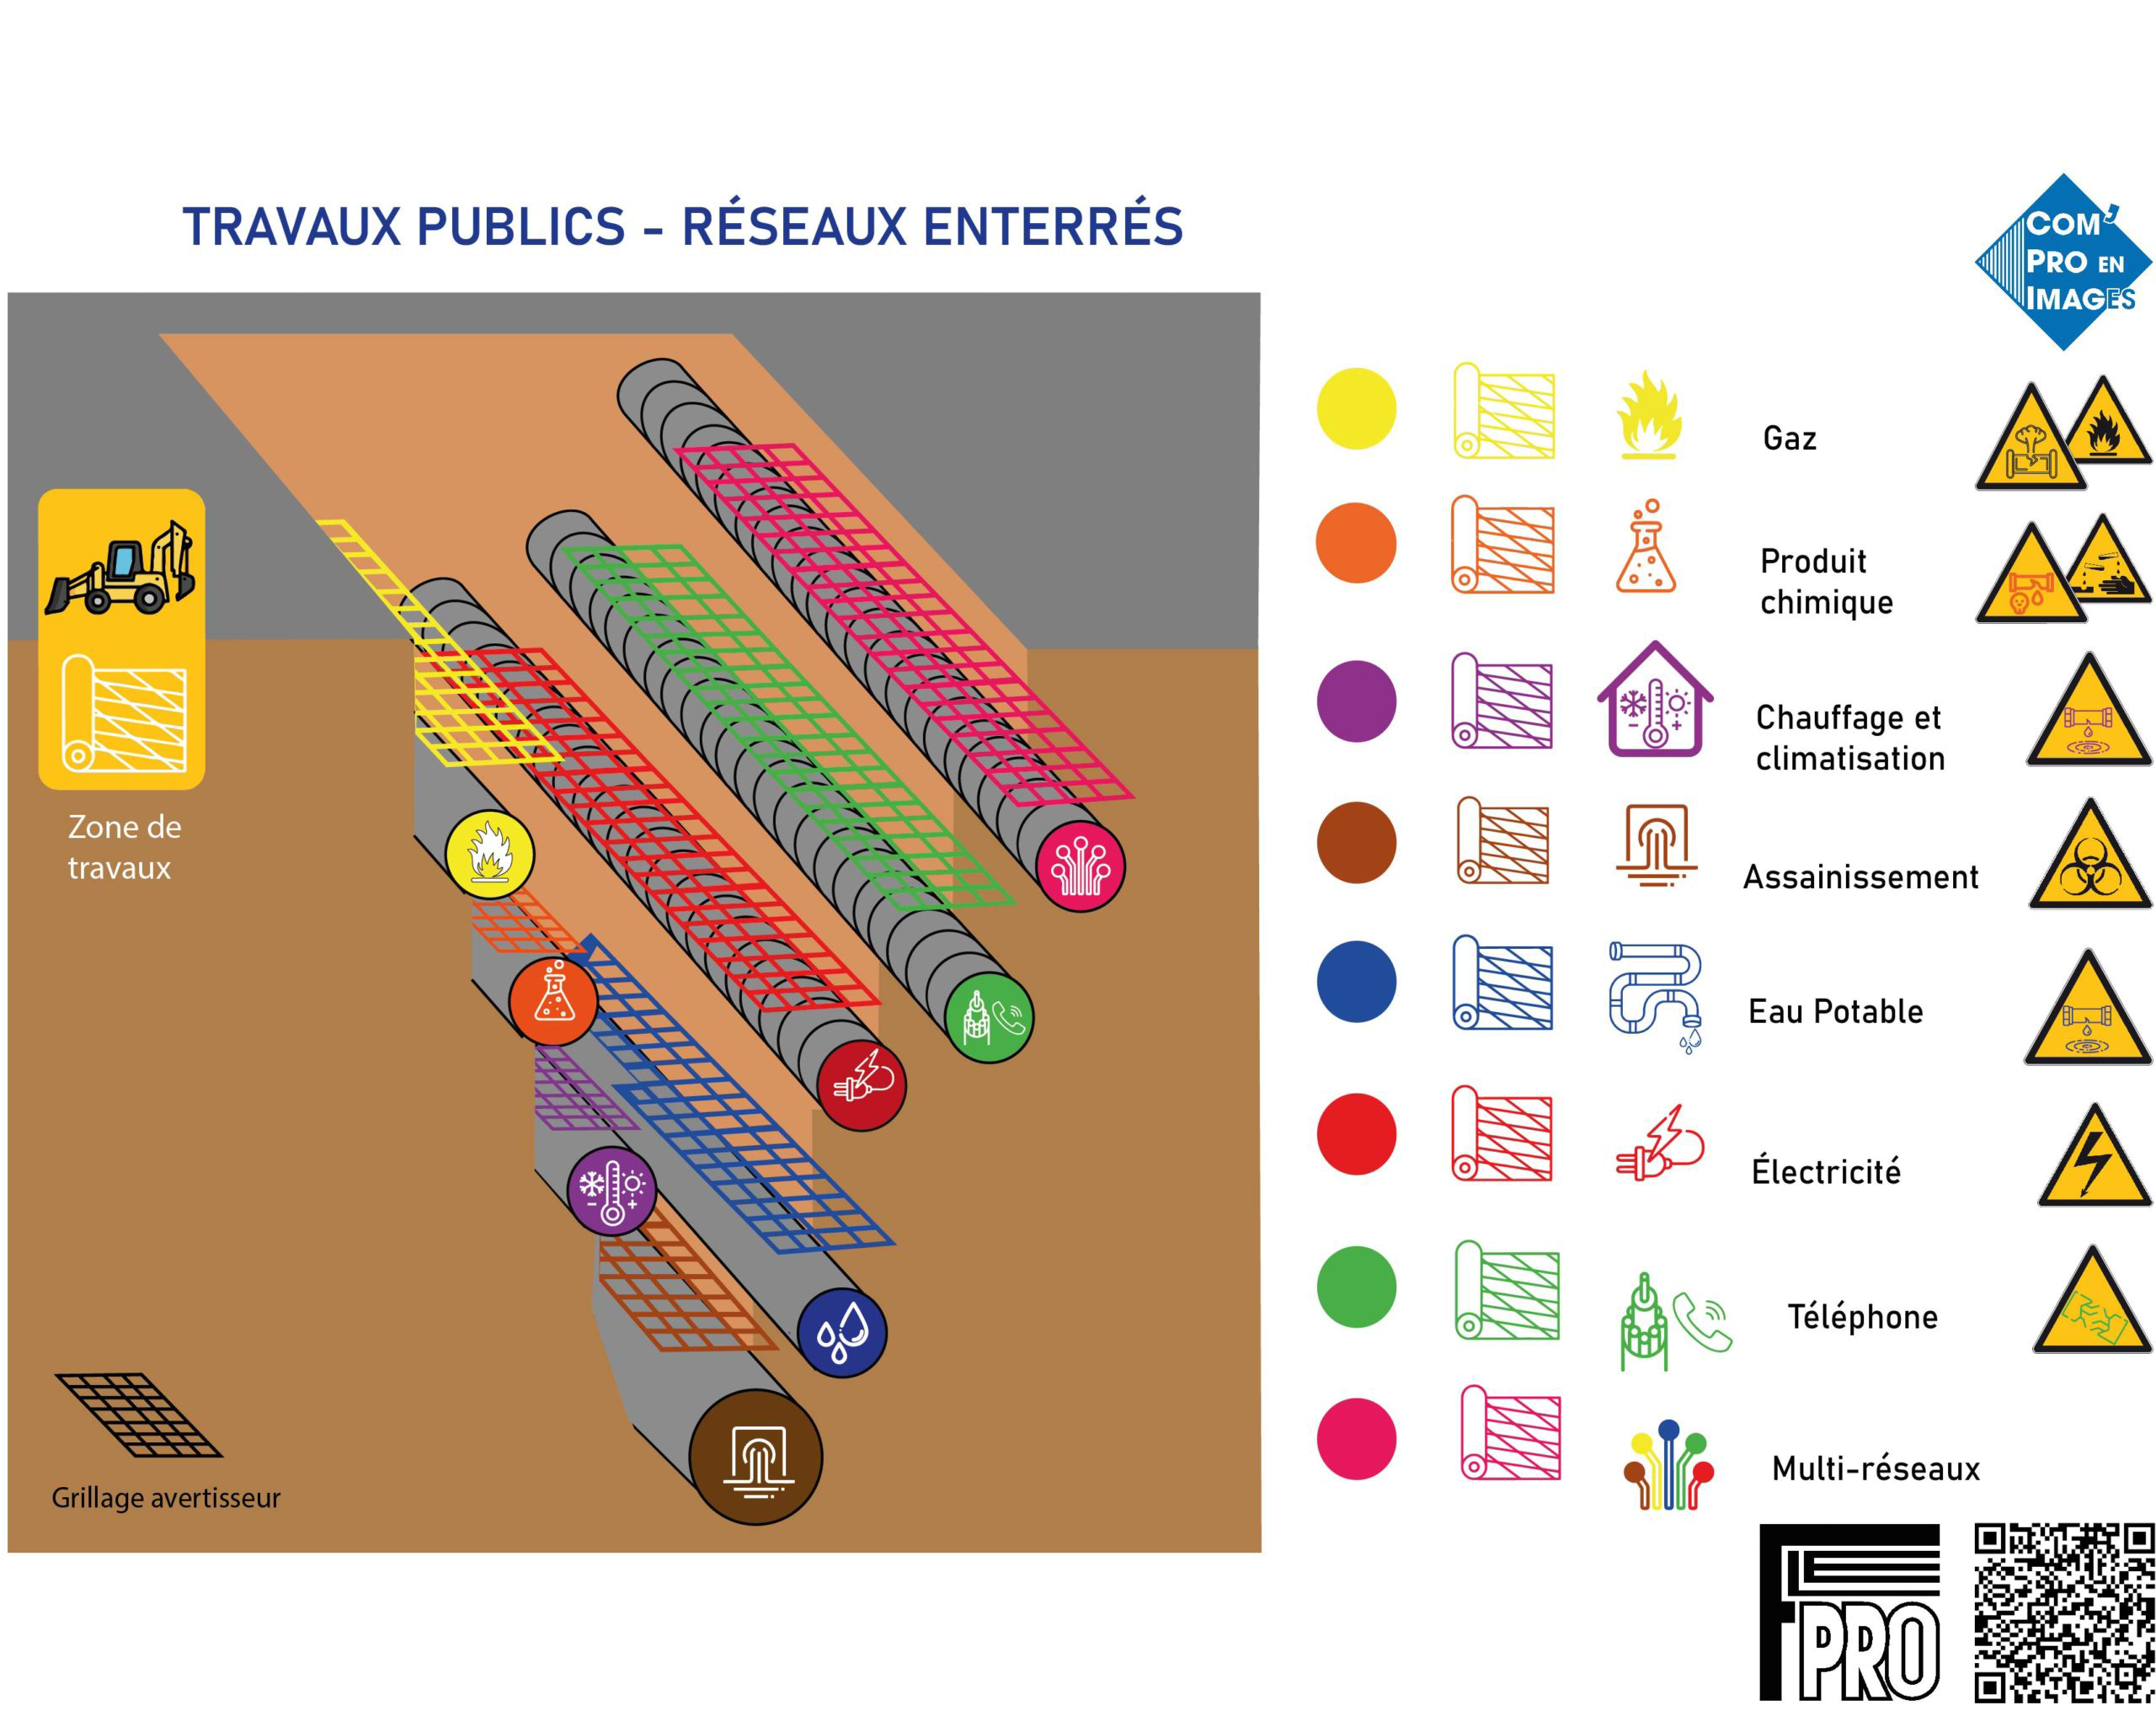 TRAVAUX PUBLICS - RÉSEAUX ENTERRÉS
COM'
PRO EN
IMAGES
Zone de
travaux
Grillage avertisseur
Gaz
Produit
chimique
Chauffage et
climatisation
Assainissement
Eau Potable
Électricité
Téléphone
Multi-réseaux
F PRO